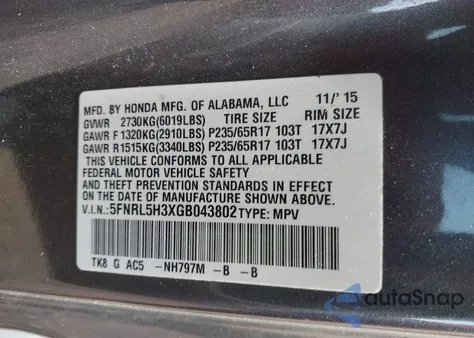 MFD. BY HONDA MFG. OF ALABAMA, LLC 11/'15
GVWR 2730KG(6019LBS) TIRE SIZE RIM SIZE
GAWR F 1320KG(2910LBS) P235/65R17 103T 17X7J
GAWR R1515KG(3340LBS) P235/65R17 103T 17X7J
THIS VEHICLE CONFORMS TO ALL APPLICABLE
FEDERAL MOTOR VEHICLE SAFETY
AND THEFT PREVENTION STANDARDS IN EFFECT
ON THE DATE OF MANUFACTURE SHOWN ABOVE.
V.I.N.: 5FNRL5H3XGB043802 TYPE: MPV
TK8 G AC5 -NH797M -B -B
autaSnap